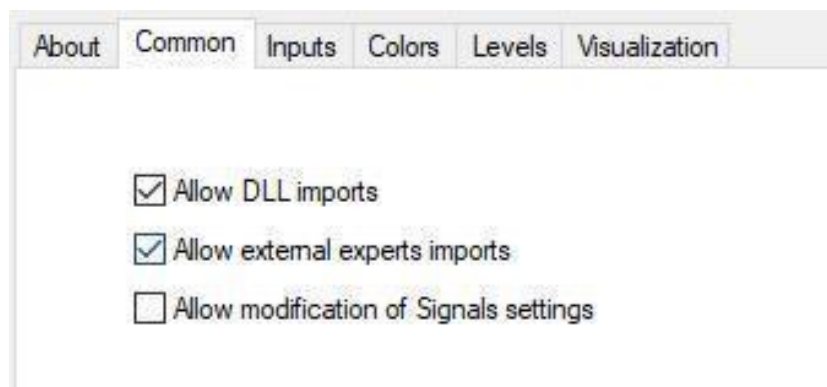 About Common Inputs Colors Levels Visualization
Allow DLL imports
Allow external experts imports
Allow modification of Signals settings